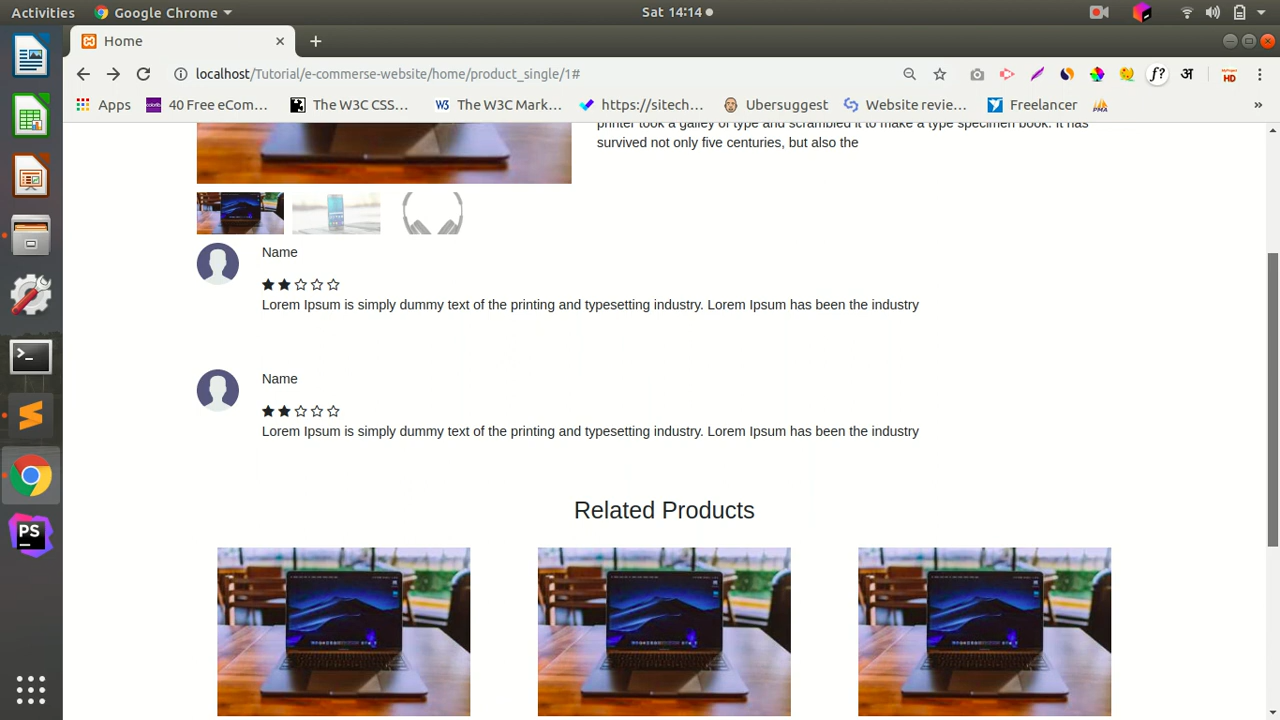 Activities
Google Chrome
Sat 14:14
Home
localhost/Tutorial/e-commerse-website/home/product_single/1#
f?
अ
HD
Apps
40 Free eCom…
The W3C CSS…
W3
The W3C Mark…
https://sitech…
Ubersuggest
Website revie…
Freelancer
PMA
»
printer took a galley of type and scrambled it to make a type specimen book. It has
survived not only five centuries, but also the
Name
Lorem Ipsum is simply dummy text of the printing and typesetting industry. Lorem Ipsum has been the industry
Name
Lorem Ipsum is simply dummy text of the printing and typesetting industry. Lorem Ipsum has been the industry
Related Products
PS